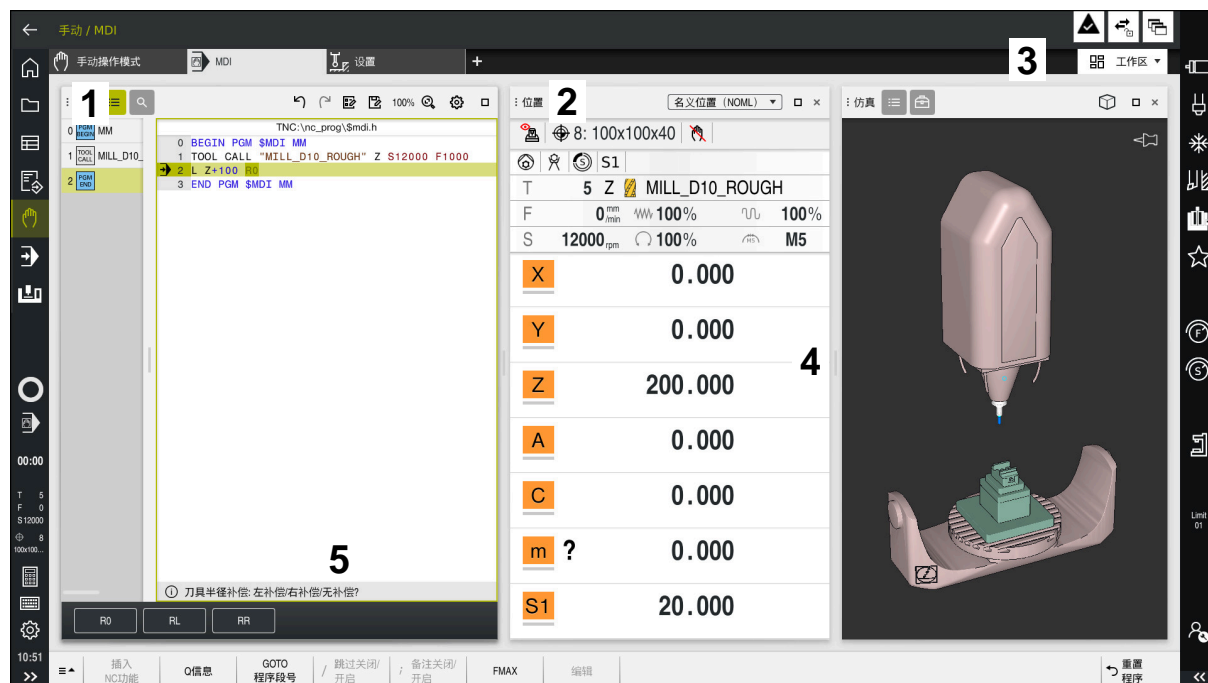 手动 / MDI
手动操作模式
MDI
设置
+
3
工作区
1
100%
0 PGM BEGIN MM
1 TOOL CALL MILL_D10_
2 PGM END
TNC:\nc_prog\$mdi.h
0 BEGIN PGM $MDI MM
1 TOOL CALL "MILL_D10_ROUGH" Z S12000 F1000
2 L Z+100 R0
3 END PGM $MDI MM
5
刀具半径补偿: 左补偿/右补偿/无补偿?
R0 RL RR
位置
2
名义位置 (NOML)
8: 100x100x40
S1
T 5 Z MILL_D10_ROUGH
F 0 mm/min 100% 100%
S 12000 rpm 100% M5
X 0.000
Y 0.000
4
Z 200.000
A 0.000
C 0.000
m ? 0.000
S1 20.000
仿真
00:00
T 5
F 0
S12000
8
100x100...
10:51
Limit
01
插入
NC功能
Q信息
GOTO
程序段号
/ 跳过关闭/
开启
; 备注关闭/
开启
FMAX
编辑
重置
程序